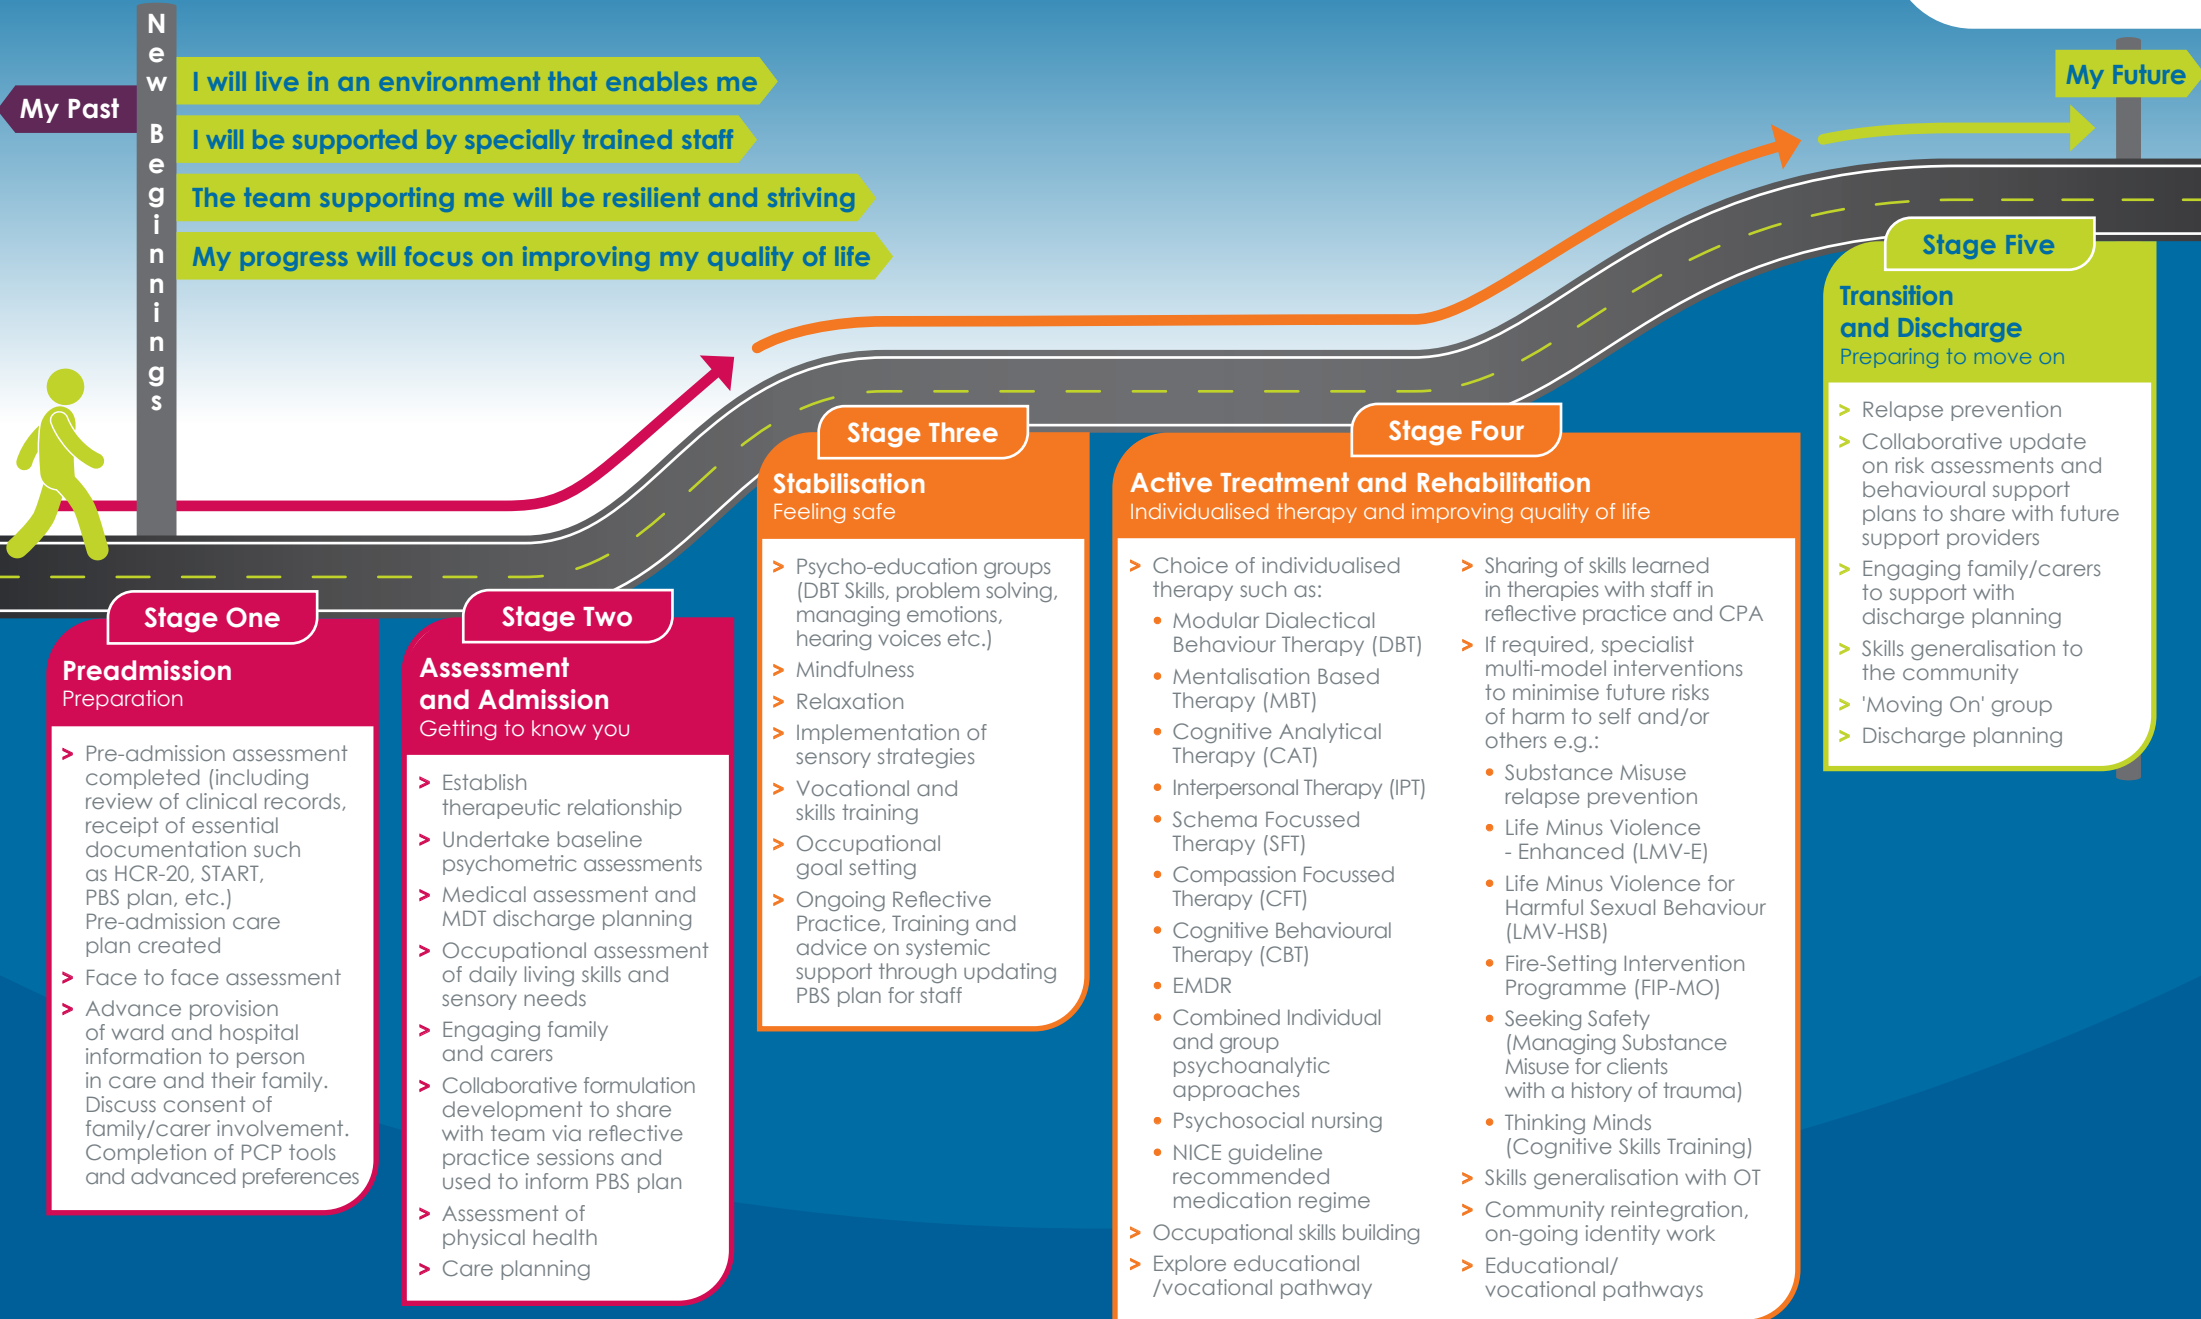 My Past
New Beginnings
I will live in an environment that enables me
I will be supported by specially trained staff
The team supporting me will be resilient and striving
My progress will focus on improving my quality of life
My Future
Stage One
Preadmission
Preparation
> Pre-admission assessment
completed (including
review of clinical records,
receipt of essential
documentation such
as HCR-20, START,
PBS plan, etc.)
Pre-admission care
plan created
> Face to face assessment
> Advance provision
of ward and hospital
information to person
in care and their family.
Discuss consent of
family/carer involvement.
Completion of PCP tools
and advanced preferences
Stage Two
Assessment
and Admission
Getting to know you
> Establish
therapeutic relationship
> Undertake baseline
psychometric assessments
> Medical assessment and
MDT discharge planning
> Occupational assessment
of daily living skills and
sensory needs
> Engaging family
and carers
> Collaborative formulation
development to share
with team via reflective
practice sessions and
used to inform PBS plan
> Assessment of
physical health
> Care planning
Stage Three
Stabilisation
Feeling safe
> Psycho-education groups
(DBT Skills, problem solving,
managing emotions,
hearing voices etc.)
> Mindfulness
> Relaxation
> Implementation of
sensory strategies
> Vocational and
skills training
> Occupational
goal setting
> Ongoing Reflective
Practice, Training and
advice on systemic
support through updating
PBS plan for staff
Stage Four
Active Treatment and Rehabilitation
Individualised therapy and improving quality of life
> Choice of individualised
therapy such as:
• Modular Dialectical
Behaviour Therapy (DBT)
• Mentalisation Based
Therapy (MBT)
• Cognitive Analytical
Therapy (CAT)
• Interpersonal Therapy (IPT)
• Schema Focussed
Therapy (SFT)
• Compassion Focussed
Therapy (CFT)
• Cognitive Behavioural
Therapy (CBT)
• EMDR
• Combined Individual
and group
psychoanalytic
approaches
• Psychosocial nursing
• NICE guideline
recommended
medication regime
> Occupational skills building
> Explore educational
/vocational pathway
> Sharing of skills learned
in therapies with staff in
reflective practice and CPA
> If required, specialist
multi-model interventions
to minimise future risks
of harm to self and/or
others e.g.:
• Substance Misuse
relapse prevention
• Life Minus Violence
- Enhanced (LMV-E)
• Life Minus Violence for
Harmful Sexual Behaviour
(LMV-HSB)
• Fire-Setting Intervention
Programme (FIP-MO)
• Seeking Safety
(Managing Substance
Misuse for clients
with a history of trauma)
• Thinking Minds
(Cognitive Skills Training)
> Skills generalisation with OT
> Community reintegration,
on-going identity work
> Educational/
vocational pathways
Stage Five
Transition
and Discharge
Preparing to move on
> Relapse prevention
> Collaborative update
on risk assessments and
behavioural support
plans to share with future
support providers
> Engaging family/carers
to support with
discharge planning
> Skills generalisation to
the community
> 'Moving On' group
> Discharge planning